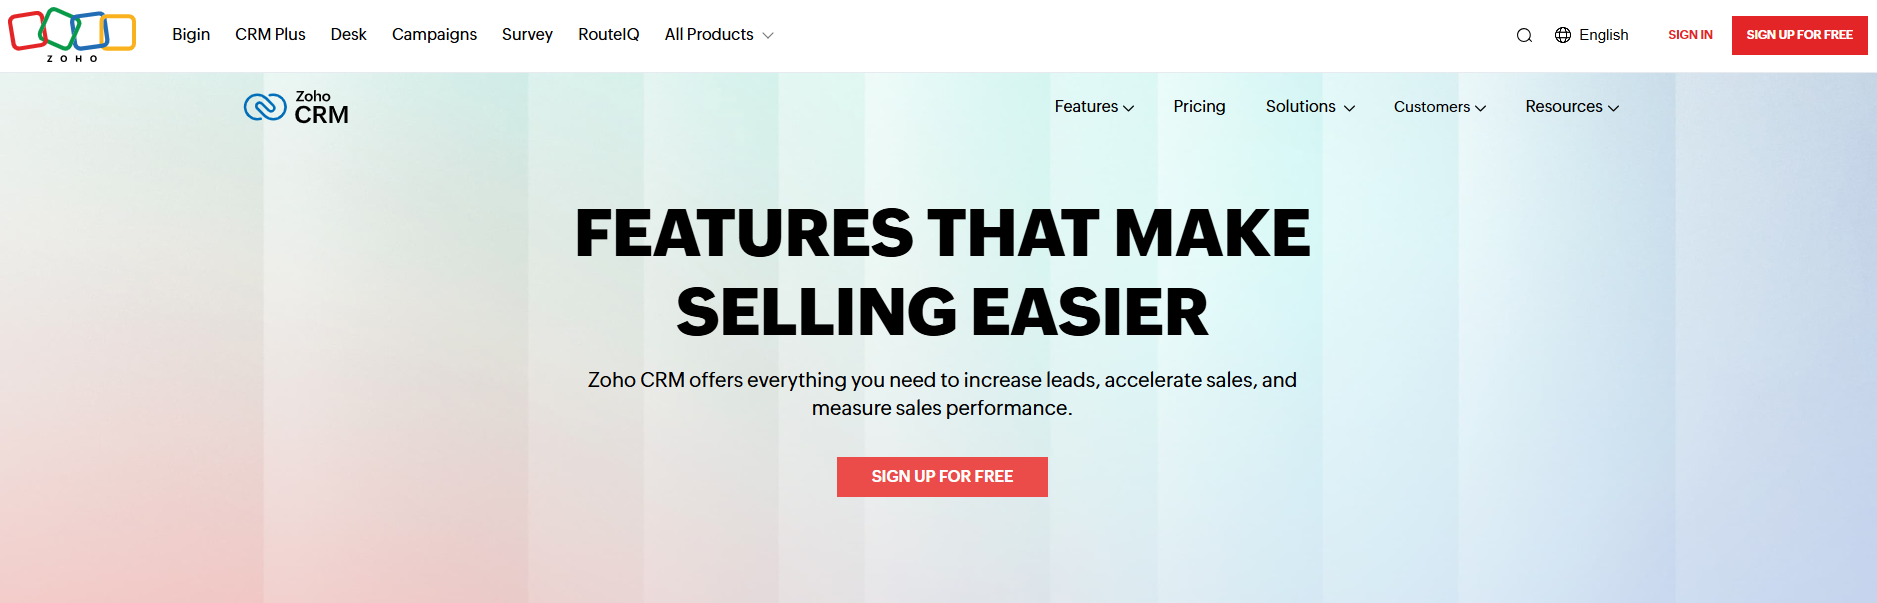 ZOHO
Bigin CRM Plus Desk Campaigns Survey RouteIQ All Products English SIGN IN SIGN UP FOR FREE
Zoho
CRM
Features Pricing Solutions Customers Resources
FEATURES THAT MAKE
SELLING EASIER
Zoho CRM offers everything you need to increase leads, accelerate sales, and
measure sales performance.
SIGN UP FOR FREE